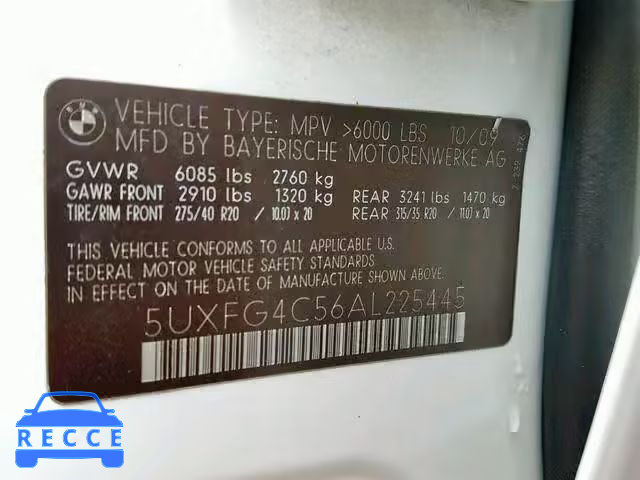 BMW
VEHICLE TYPE: MPV >6000 LBS 10/09
MFD BY BAYERISCHE MOTORENWERKE AG
GVWR 6085 lbs 2760 kg
GAWR FRONT 2910 lbs 1320 kg REAR 3241 lbs 1470 kg
TIRE/RIM FRONT 275/40 R20 / 10.0J x 20 REAR 315/35 R20 / 11.0J x 20
THIS VEHICLE CONFORMS TO ALL APPLICABLE U.S.
FEDERAL MOTOR VEHICLE SAFETY STANDARDS
IN EFFECT ON THE DATE OF MANUFACTURE SHOWN ABOVE.
5UXFG4C56AL225445
RECCE